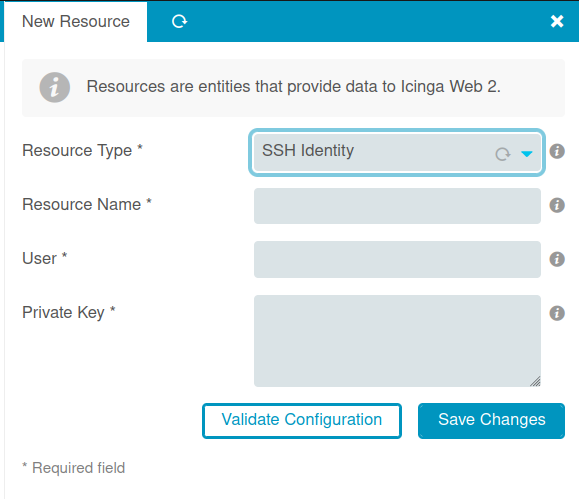 New Resource
Resources are entities that provide data to Icinga Web 2.
Resource Type *
SSH Identity
Resource Name *
User *
Private Key *
Validate Configuration
Save Changes
* Required field